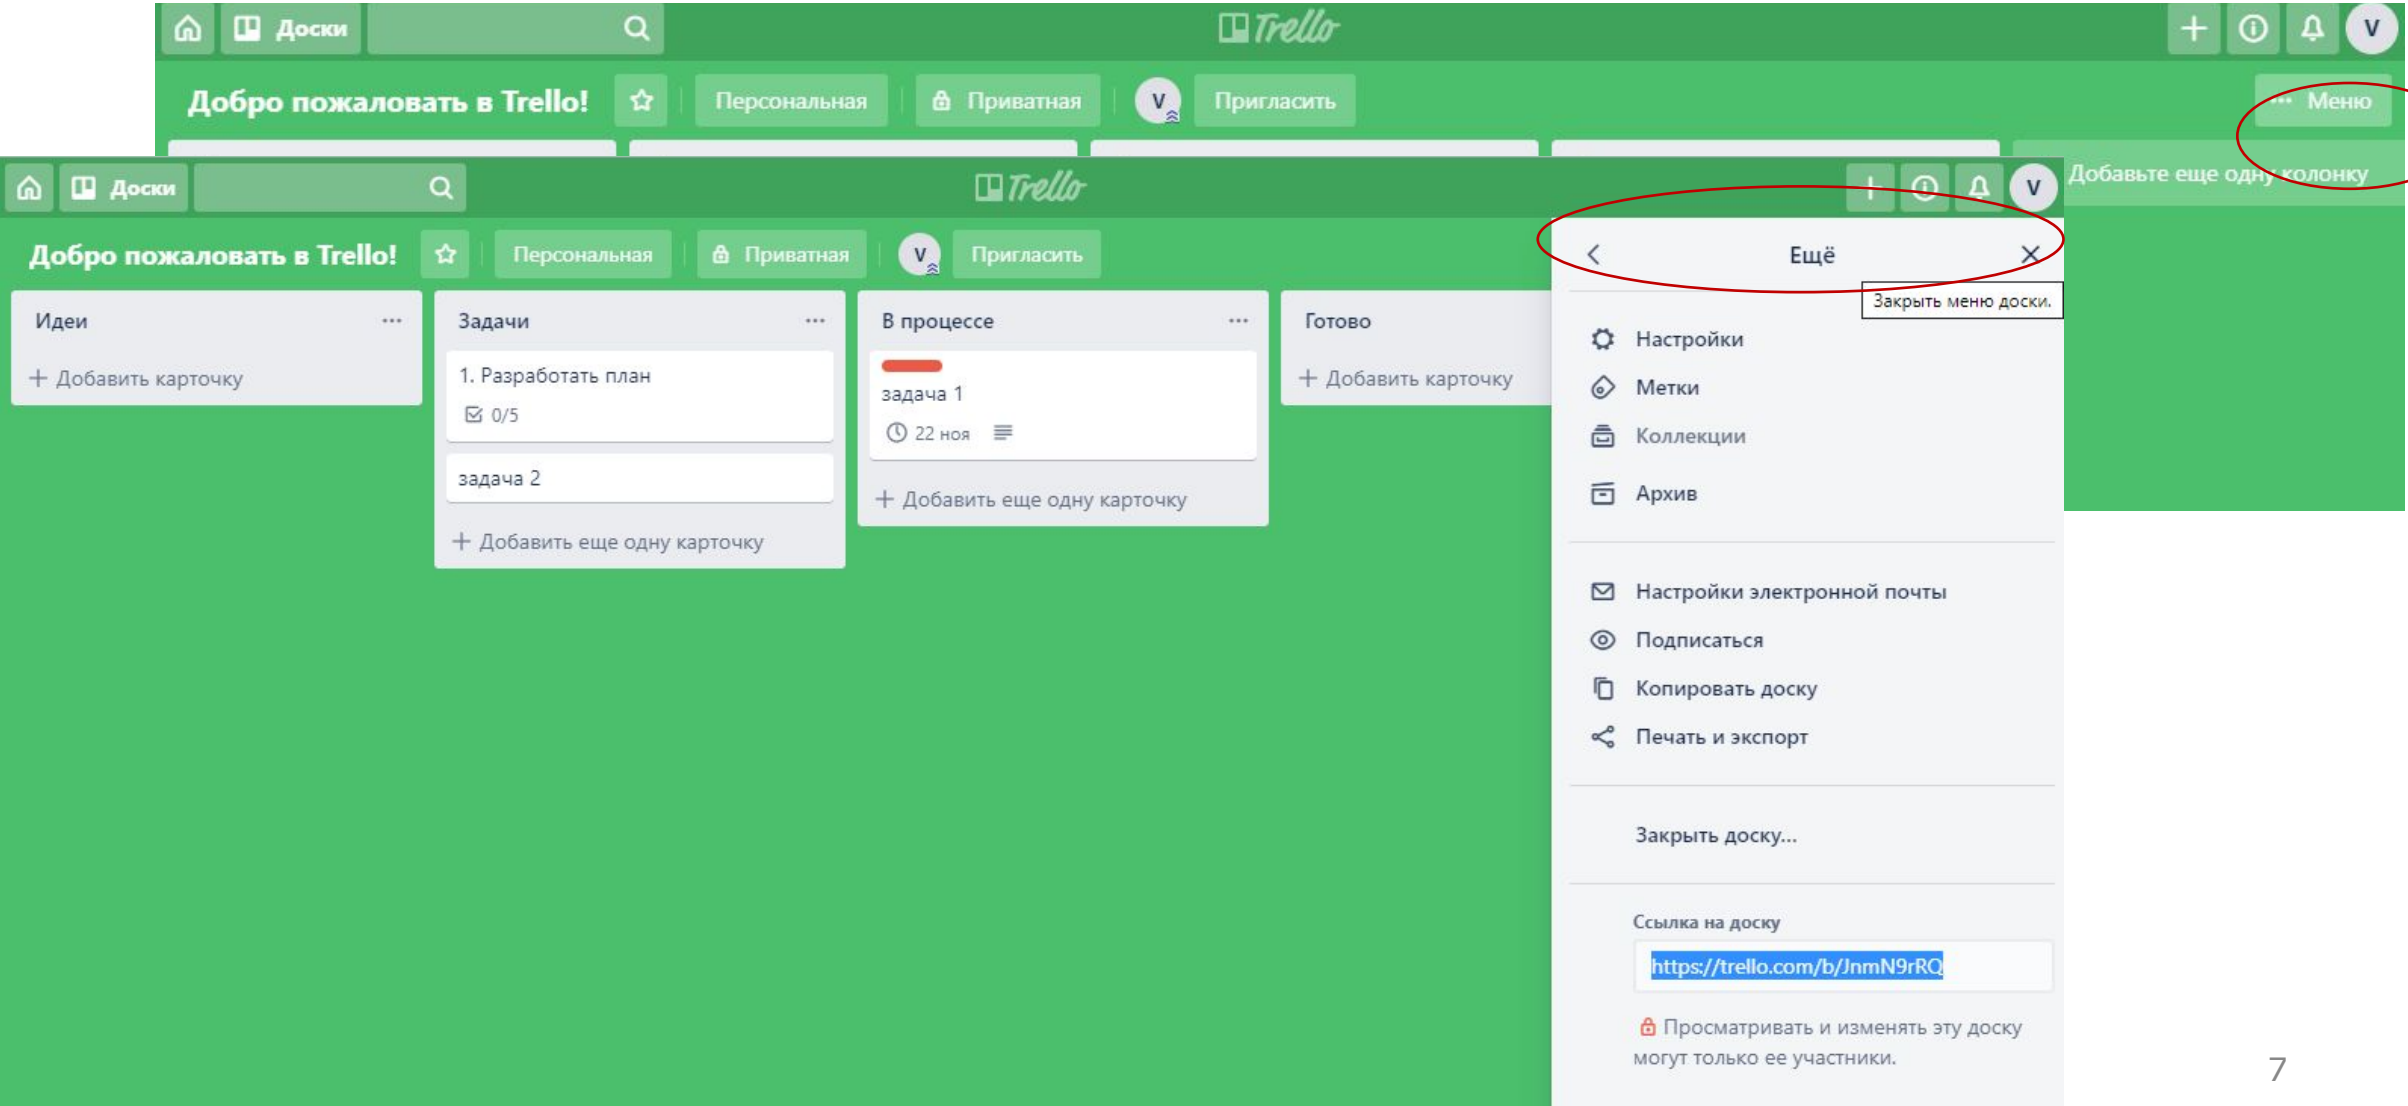 Доски
Trello
V
Добро пожаловать в Trello!
Персональная
Приватная
V
Пригласить
··· Меню
Добавьте еще одну колонку
Доски
Trello
V
Добро пожаловать в Trello!
Персональная
Приватная
V
Пригласить
Идеи ···
+ Добавить карточку
Задачи ···
1. Разработать план
0/5
задача 2
+ Добавить еще одну карточку
В процессе ···
задача 1
22 ноя
+ Добавить еще одну карточку
Готово
+ Добавить карточку
Ещё
Закрыть меню доски.
Настройки
Метки
Коллекции
Архив
Настройки электронной почты
Подписаться
Копировать доску
Печать и экспорт
Закрыть доску...
Ссылка на доску
https://trello.com/b/JnmN9rRQ
Просматривать и изменять эту доску
могут только ее участники.
7